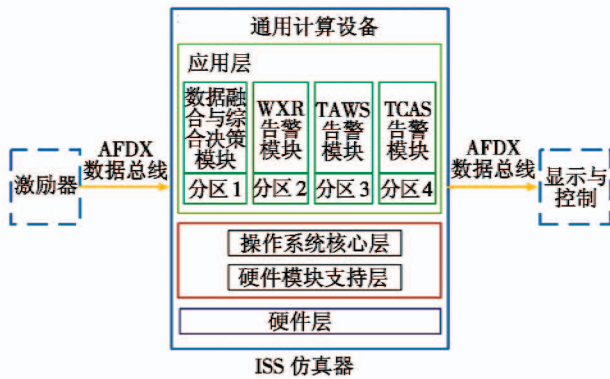 通用计算设备
应用层
数据融
合与综
合决策
模块
分区1
WXR
告警
模块
分区2
TAWS
告警
模块
分区3
TCAS
告警
模块
分区4
激励器
AFDX
数据总线
AFDX
数据总线
显示与
控制
操作系统核心层
硬件模块支持层
硬件层
ISS 仿真器